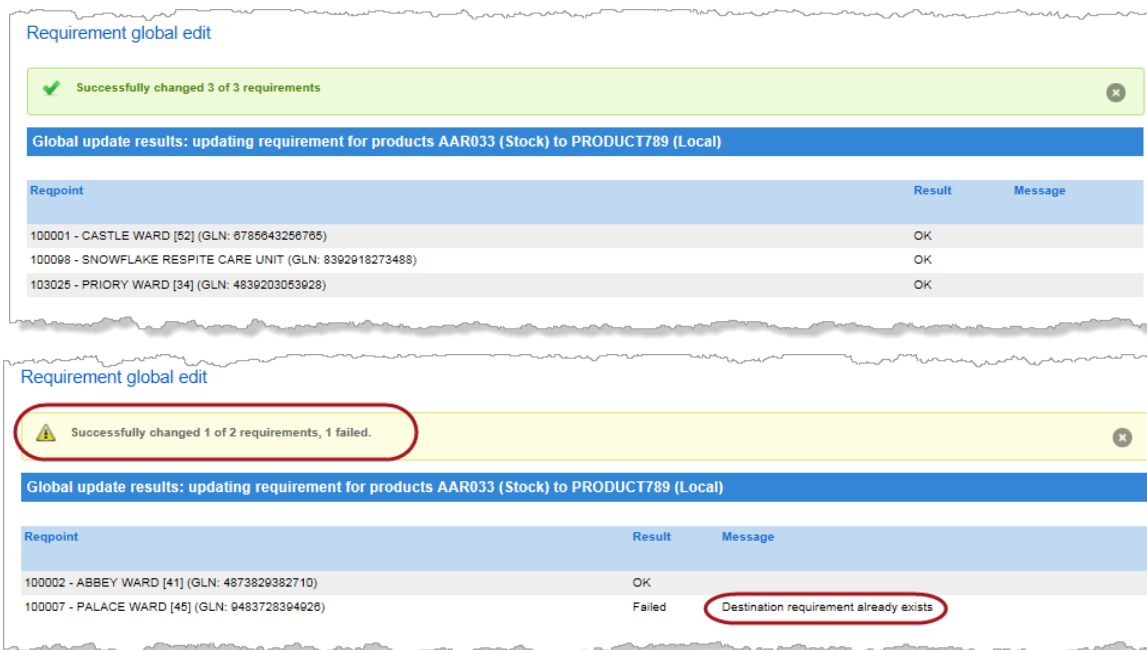 Requirement global edit
Successfully changed 3 of 3 requirements
Global update results: updating requirement for products AAR033 (Stock) to PRODUCT789 (Local)
Reqpoint Result Message
100001 - CASTLE WARD [52] (GLN: 6785643256765) OK
100098 - SNOWFLAKE RESPITE CARE UNIT (GLN: 8392918273488) OK
103025 - PRIORY WARD [34] (GLN: 4839203053928) OK
Requirement global edit
Successfully changed 1 of 2 requirements, 1 failed.
Global update results: updating requirement for products AAR033 (Stock) to PRODUCT789 (Local)
Reqpoint Result Message
100002 - ABBEY WARD [41] (GLN: 4873829382710) OK
100007 - PALACE WARD [45] (GLN: 9483728394926) Failed Destination requirement already exists